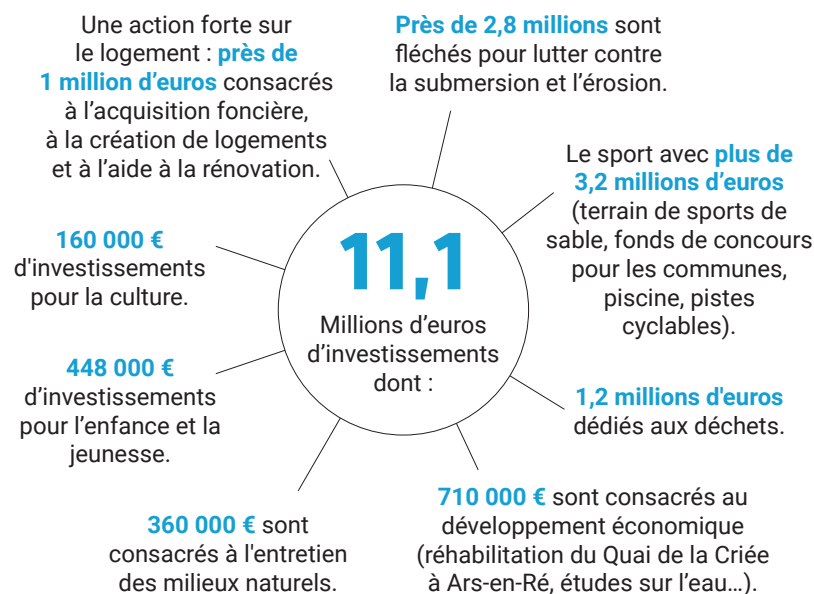 Une action forte sur
le logement : près de
1 million d’euros consacrés
à l’acquisition foncière,
à la création de logements
et à l’aide à la rénovation.
Près de 2,8 millions sont
fléchés pour lutter contre
la submersion et l’érosion.
Le sport avec plus de
3,2 millions d’euros
(terrain de sports de
sable, fonds de concours
pour les communes,
piscine, pistes
cyclables).
160 000 €
d'investissements
pour la culture.
11,1
Millions d’euros
d’investissements
dont :
448 000 €
d’investissements
pour l’enfance et la
jeunesse.
1,2 millions d'euros
dédiés aux déchets.
360 000 € sont
consacrés à l'entretien
des milieux naturels.
710 000 € sont consacrés au
développement économique
(réhabilitation du Quai de la Criée
à Ars-en-Ré, études sur l’eau…).